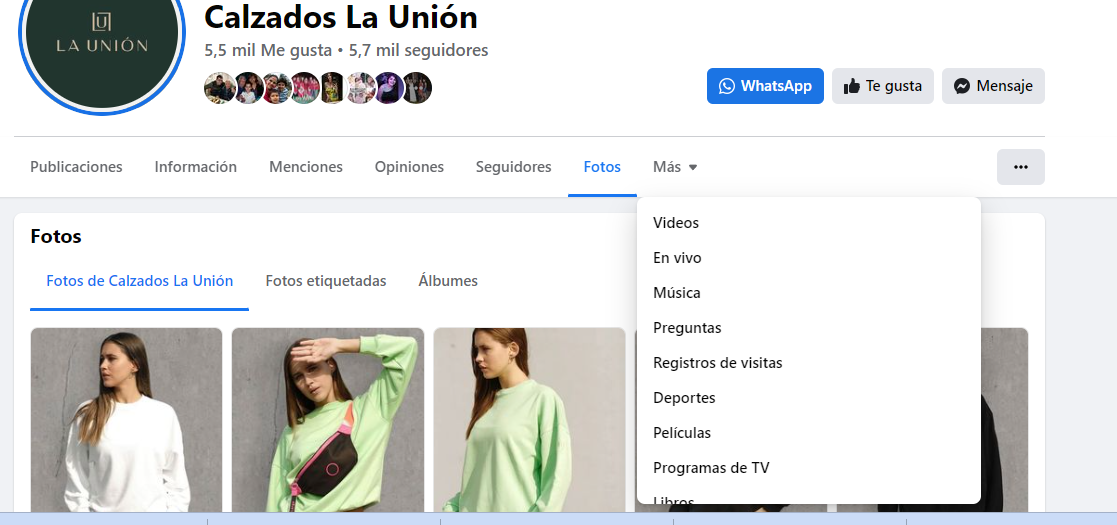 LA UNIÓN
Calzados La Unión
5,5 mil Me gusta • 5,7 mil seguidores
WhatsApp
Te gusta
Mensaje
Publicaciones
Información
Menciones
Opiniones
Seguidores
Fotos
Más
Fotos
Fotos de Calzados La Unión
Fotos etiquetadas
Álbumes
Videos
En vivo
Música
Preguntas
Registros de visitas
Deportes
Películas
Programas de TV
Libros